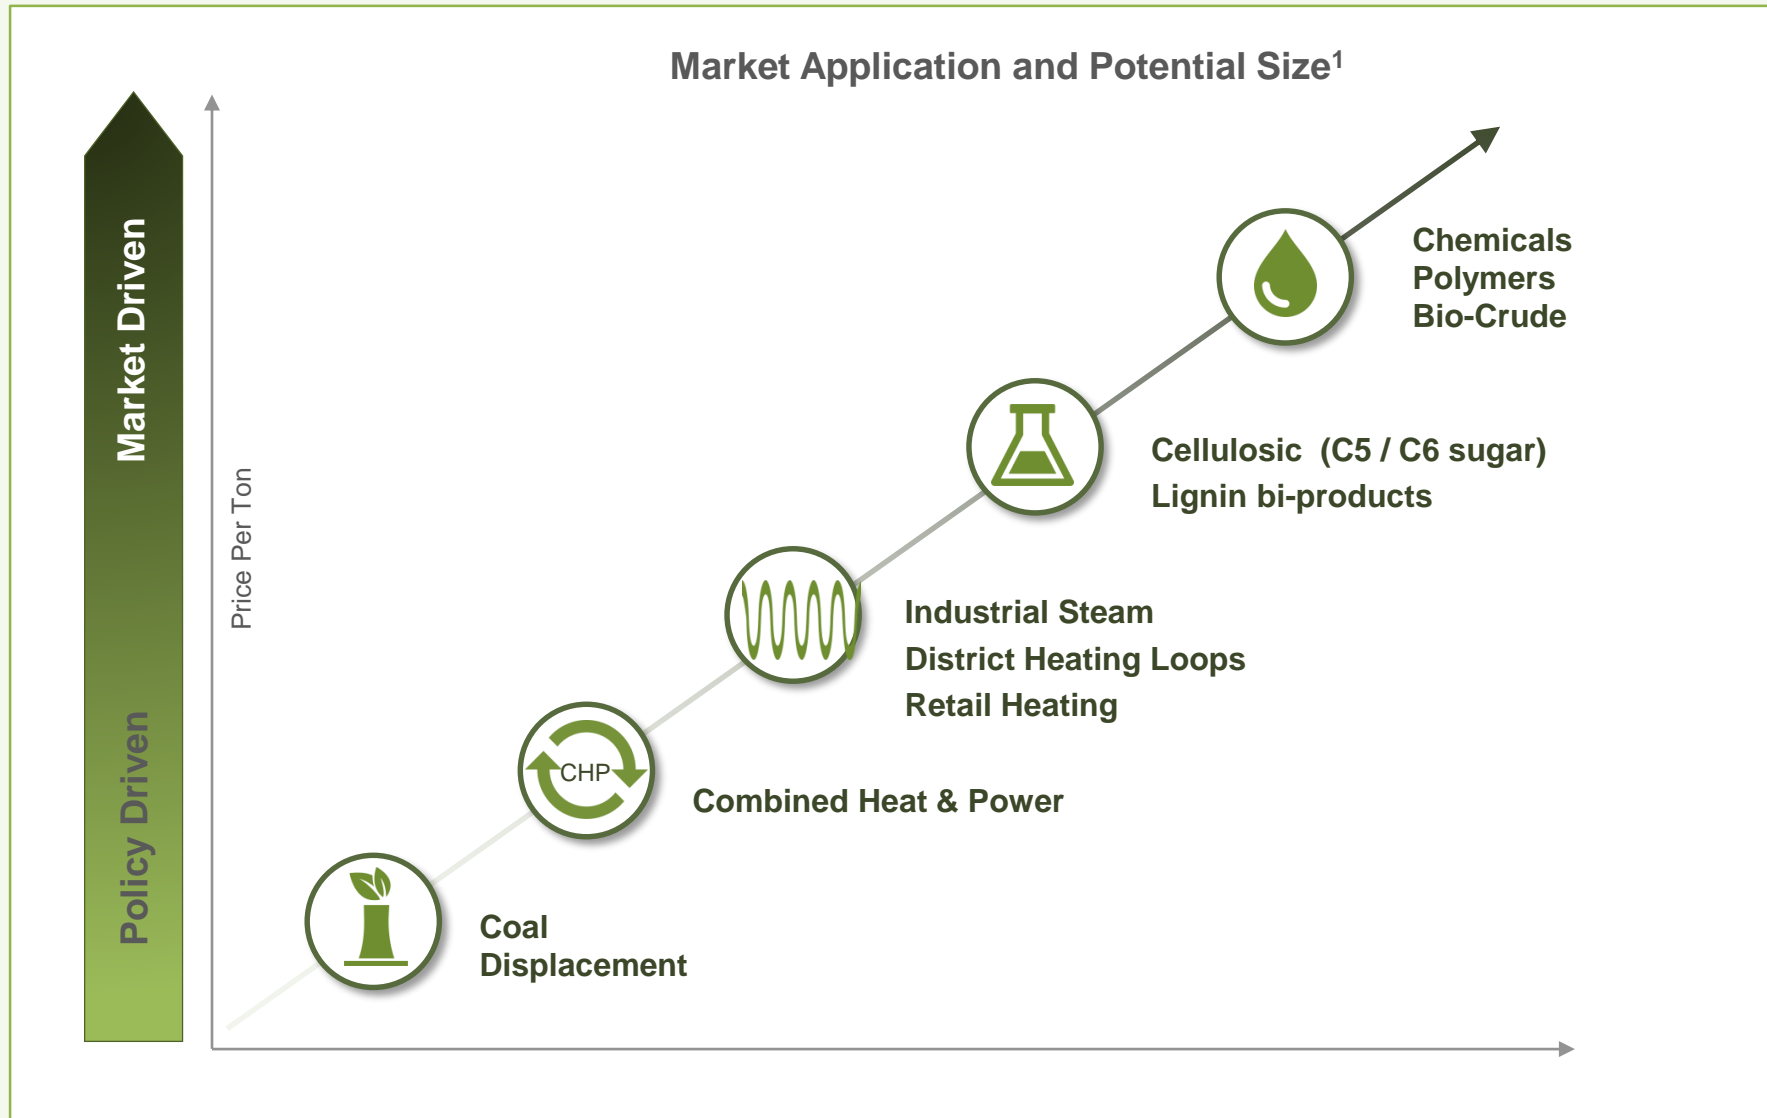 Market Application and Potential Size1
Market Driven
Policy Driven
Price Per Ton
Chemicals
Polymers
Bio-Crude
Cellulosic  (C5 / C6 sugar)
Lignin bi-products
Industrial Steam
District Heating Loops
Retail Heating
CHP
Combined Heat & Power
Coal
Displacement